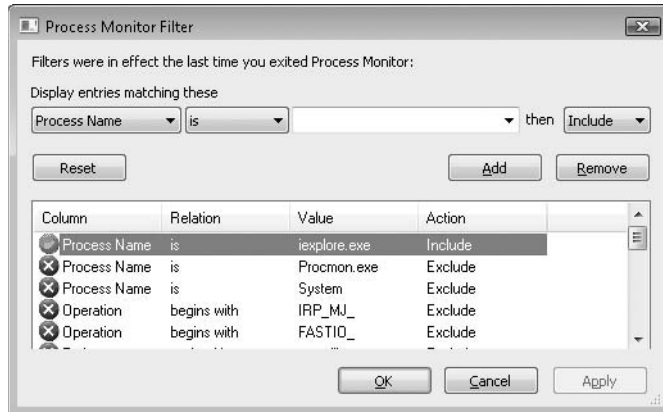 Process Monitor Filter
Filters were in effect the last time you exited Process Monitor:
Display entries matching these
Process Name is then Include
Reset Add Remove
Column Relation Value Action
Process Name is iexplore.exe Include
Process Name is Procmon.exe Exclude
Process Name is System Exclude
Operation begins with IRP_MJ_ Exclude
Operation begins with FASTIO_ Exclude
OK Cancel Apply